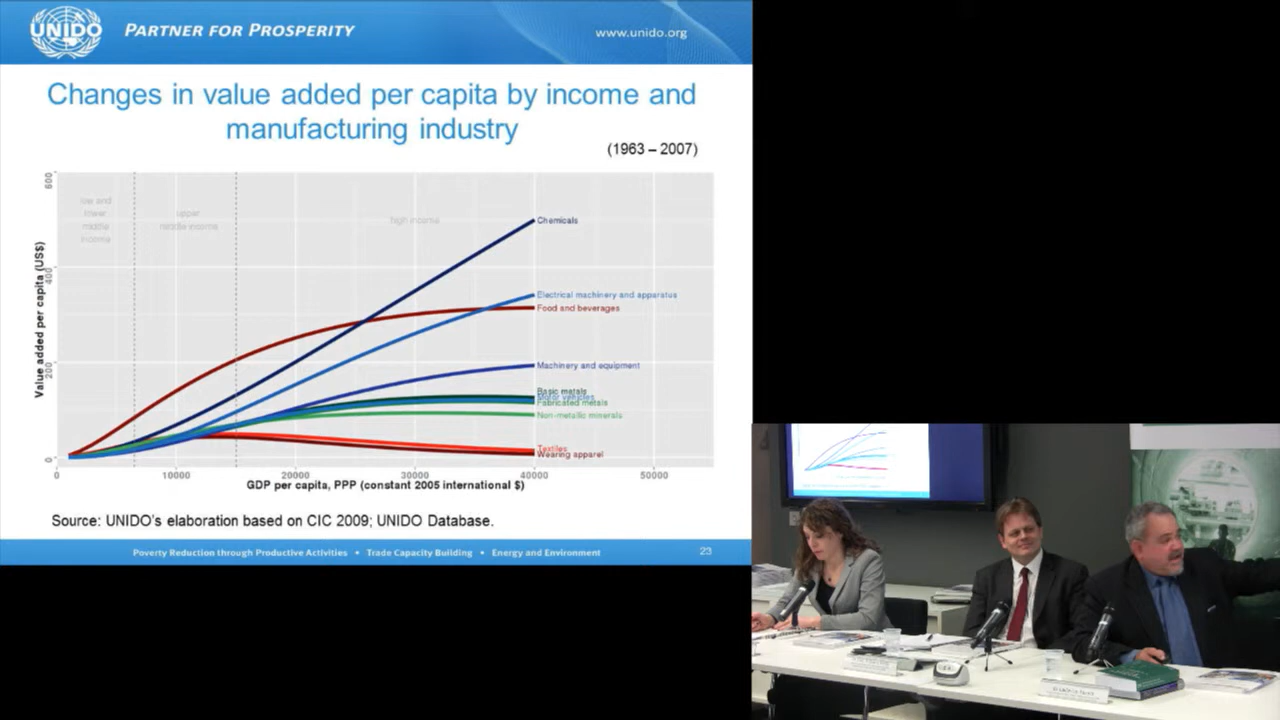 UNIDO
PARTNER FOR PROSPERITY
www.unido.org
Changes in value added per capita by income and
manufacturing industry
(1963 – 2007)
600
400
200
0
Value added per capita (US$)
low and
lower
middle
income
upper
middle income
high income
Chemicals
Electrical machinery and apparatus
Food and beverages
Machinery and equipment
Basic metals
Motor vehicles
Fabricated metals
Non-metallic minerals
Textiles
Wearing apparel
0 10000 20000 30000 40000 50000
GDP per capita, PPP (constant 2005 international $)
Source: UNIDO's elaboration based on CIC 2009; UNIDO Database.
Poverty Reduction through Productive Activities • Trade Capacity Building • Energy and Environment
23